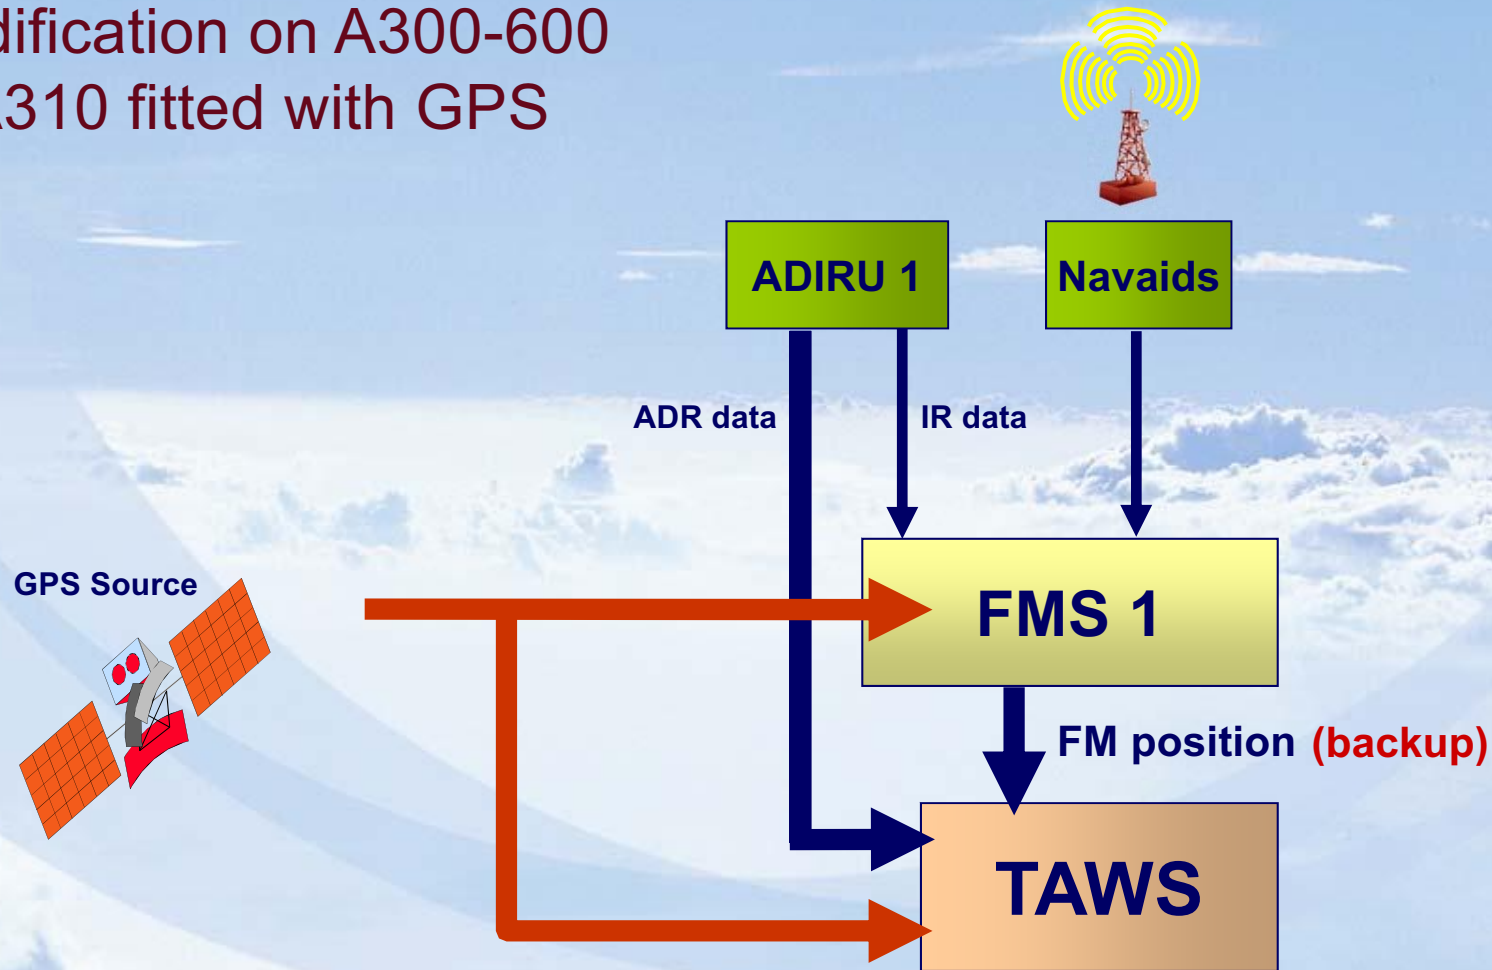 dification on A300-600
A310 fitted with GPS
ADIRU 1
Navaids
ADR data
IR data
GPS Source
FMS 1
FM position (backup)
TAWS